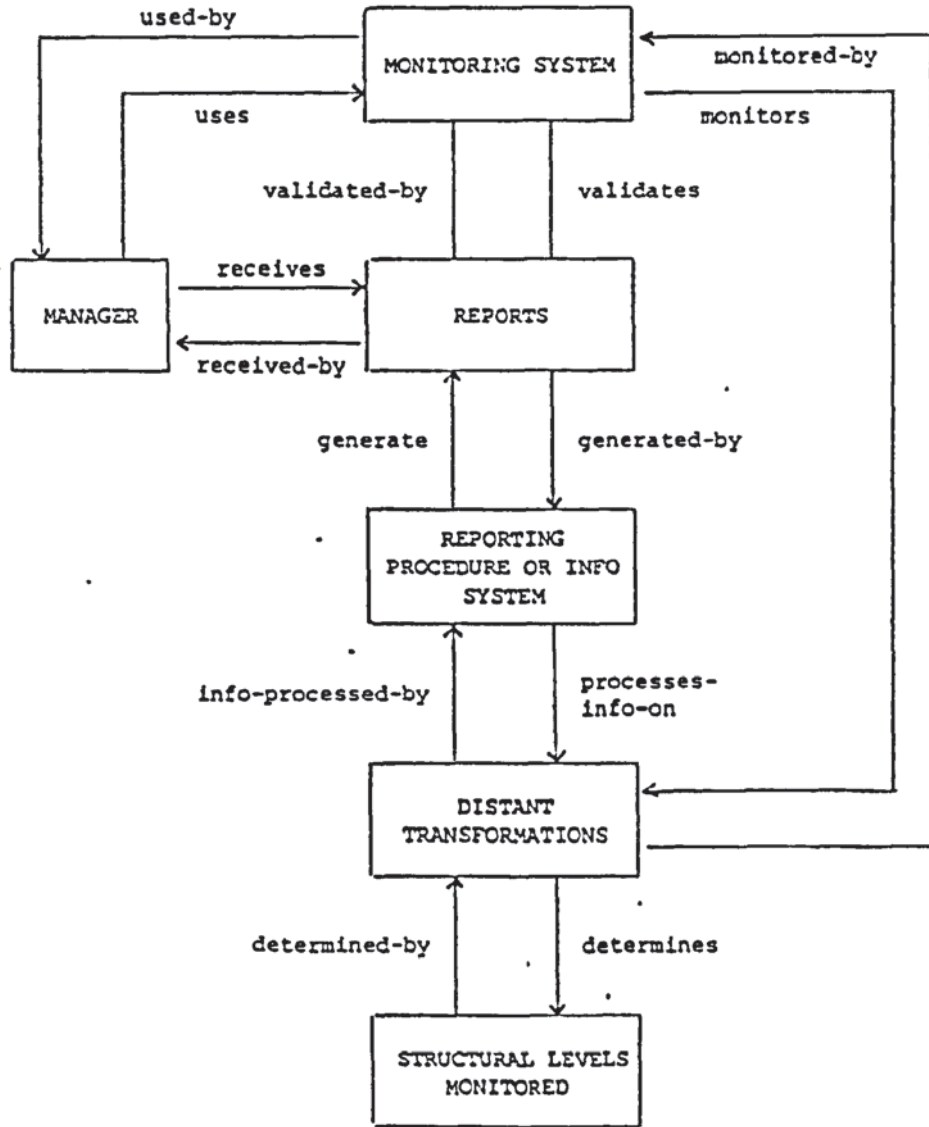 used-by
MONITORING SYSTEM
monitored-by
uses
monitors
validated-by
validates
receives
MANAGER
REPORTS
received-by
generate
generated-by
REPORTING
PROCEDURE OR INFO
SYSTEM
info-processed-by
processes-
info-on
DISTANT
TRANSFORMATIONS
determined-by
determines
STRUCTURAL LEVELS
MONITORED